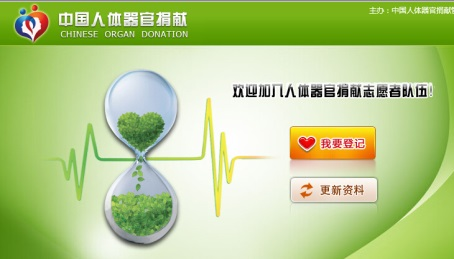 中国人体器官捐献
CHINESE ORGAN DONATION
主办：中国人体器官捐献
欢迎加入人体器官捐献志愿者队伍！
我要登记
更新资料